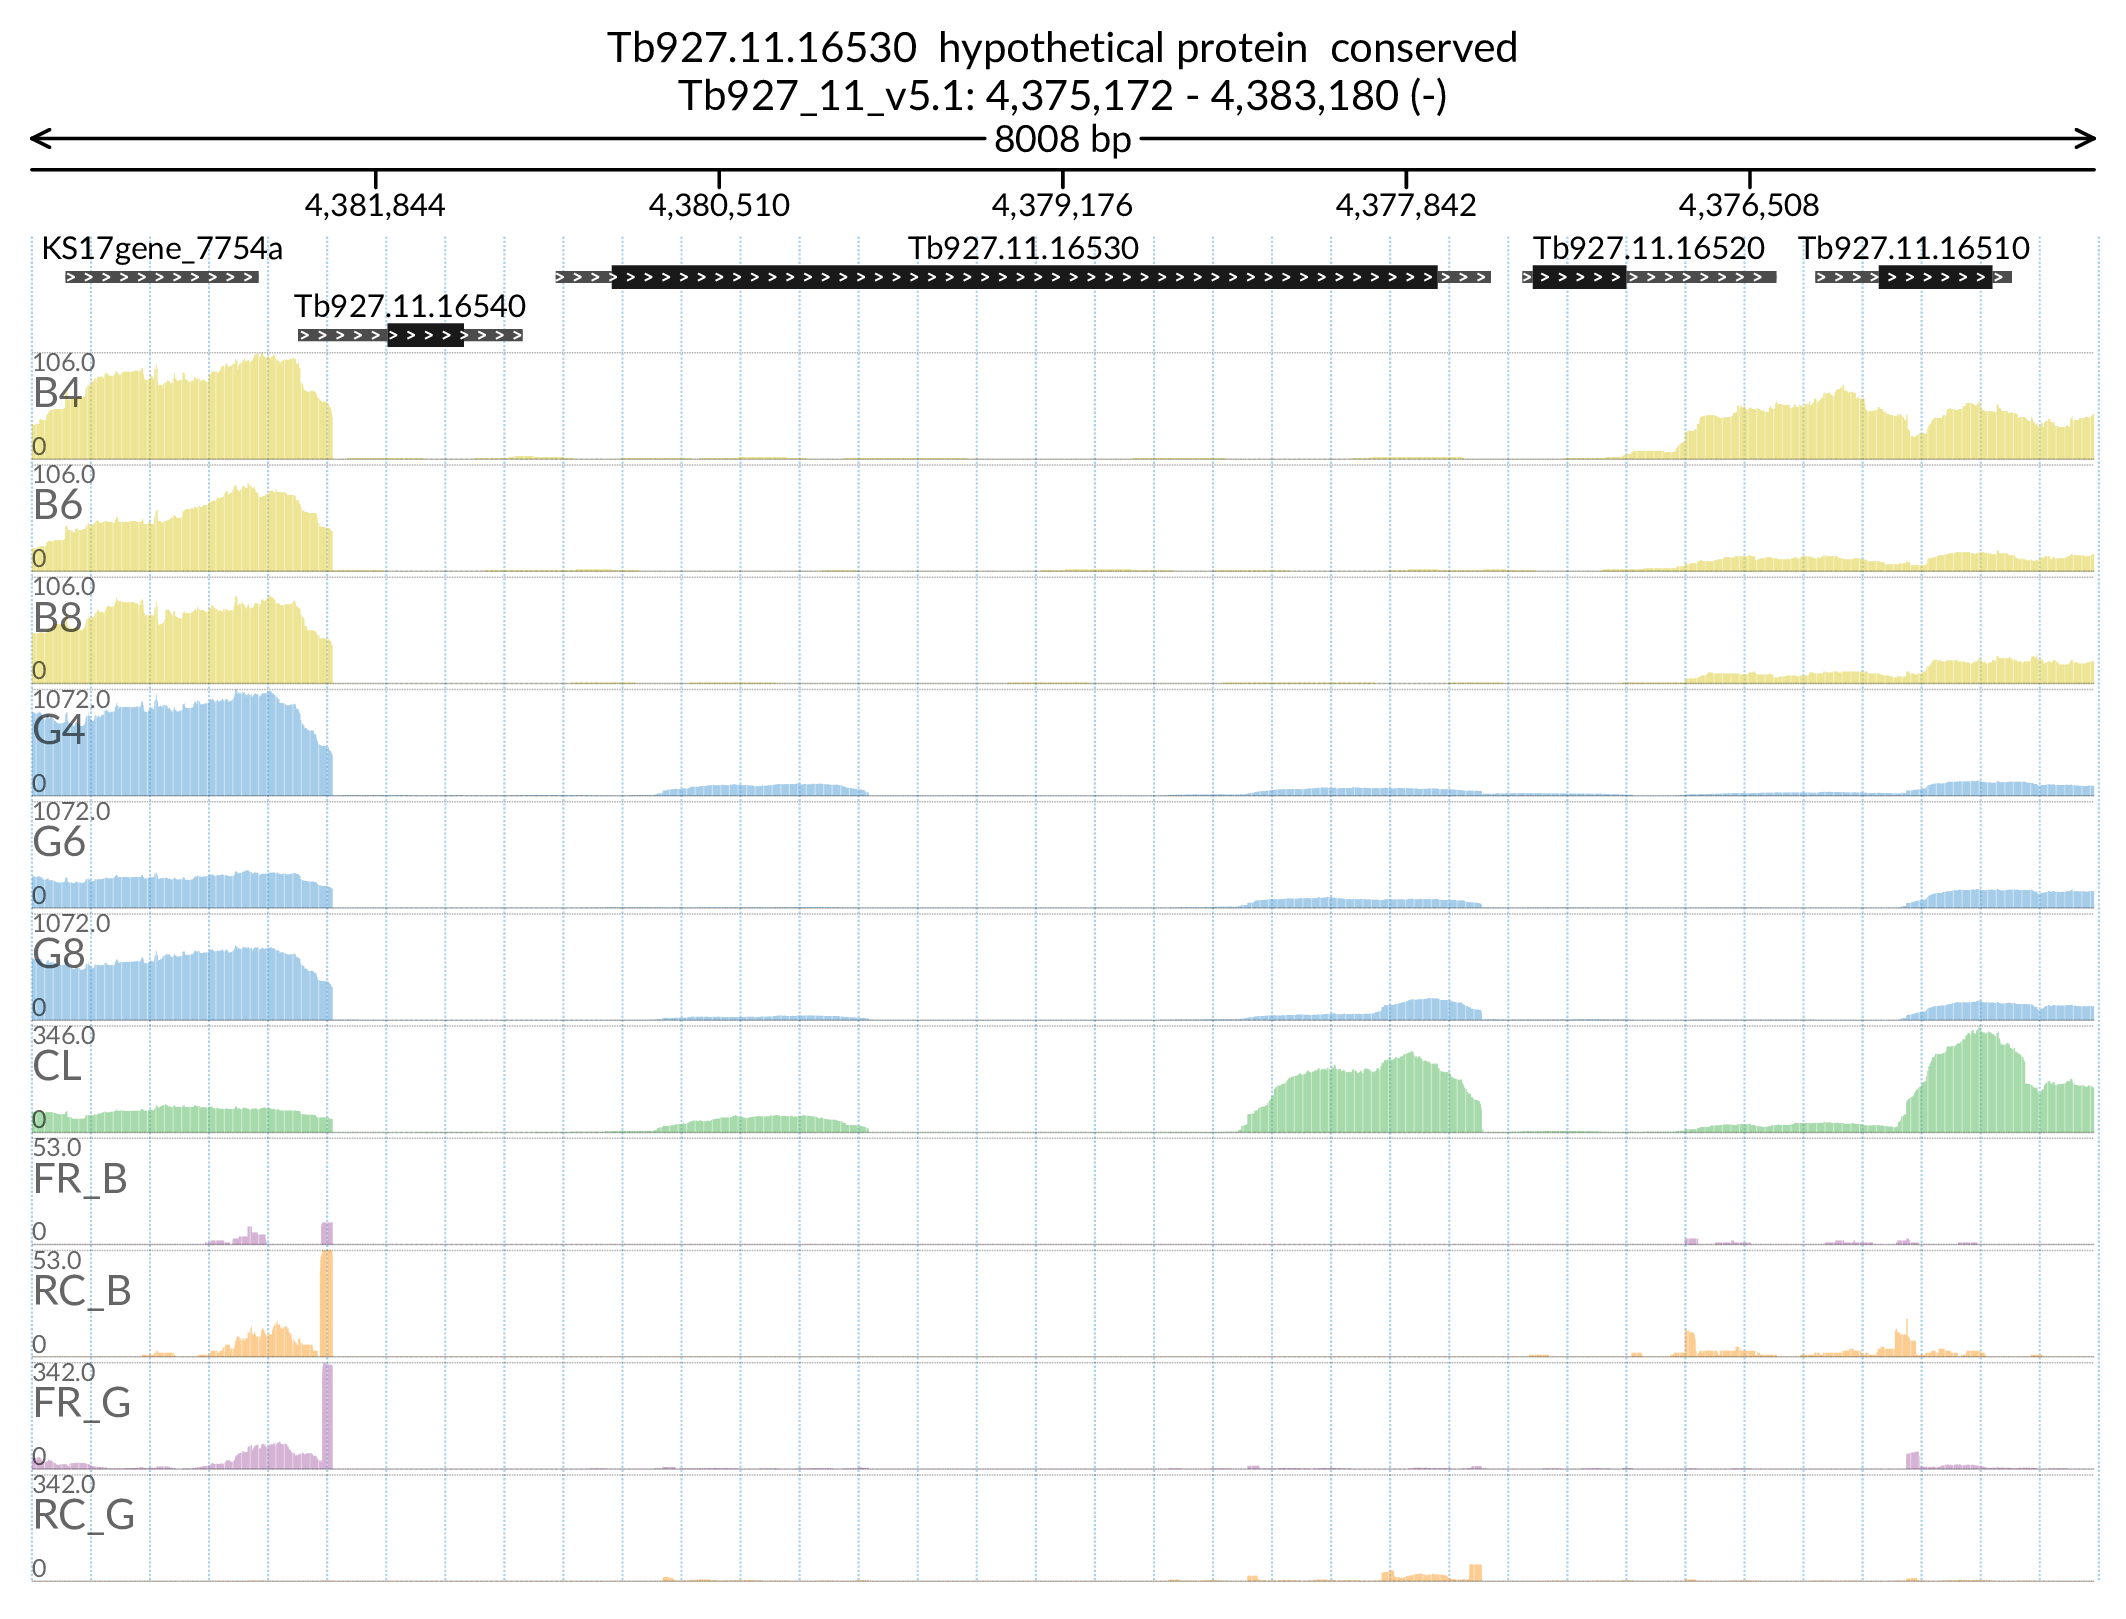 Tb927.11.16530 hypothetical protein conserved
Tb927_11_v5.1: 4,375,172 - 4,383,180 (-)
8008 bp
4,381,844 4,380,510 4,379,176 4,377,842 4,376,508
KS17gene_7754a Tb927.11.16530 Tb927.11.16520 Tb927.11.16510
Tb927.11.16540
106.0
B4
0
106.0
B6
0
106.0
B8
0
1072.0
G4
0
1072.0
G6
0
1072.0
G8
0
346.0
CL
0
53.0
FR_B
0
53.0
RC_B
0
342.0
FR_G
0
342.0
RC_G
0